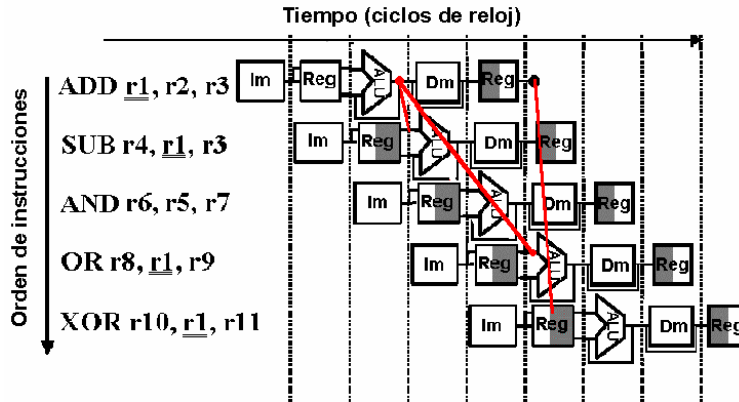 Tiempo (ciclos de reloj)
Orden de instrucciones
ADD r1, r2, r3 Im Reg ALU Dm Reg
SUB r4, r1, r3 Im Reg ALU Dm Reg
AND r6, r5, r7 Im Reg ALU Dm Reg
OR r8, r1, r9 Im Reg ALU Dm Reg
XOR r10, r1, r11 Im Reg ALU Dm Reg